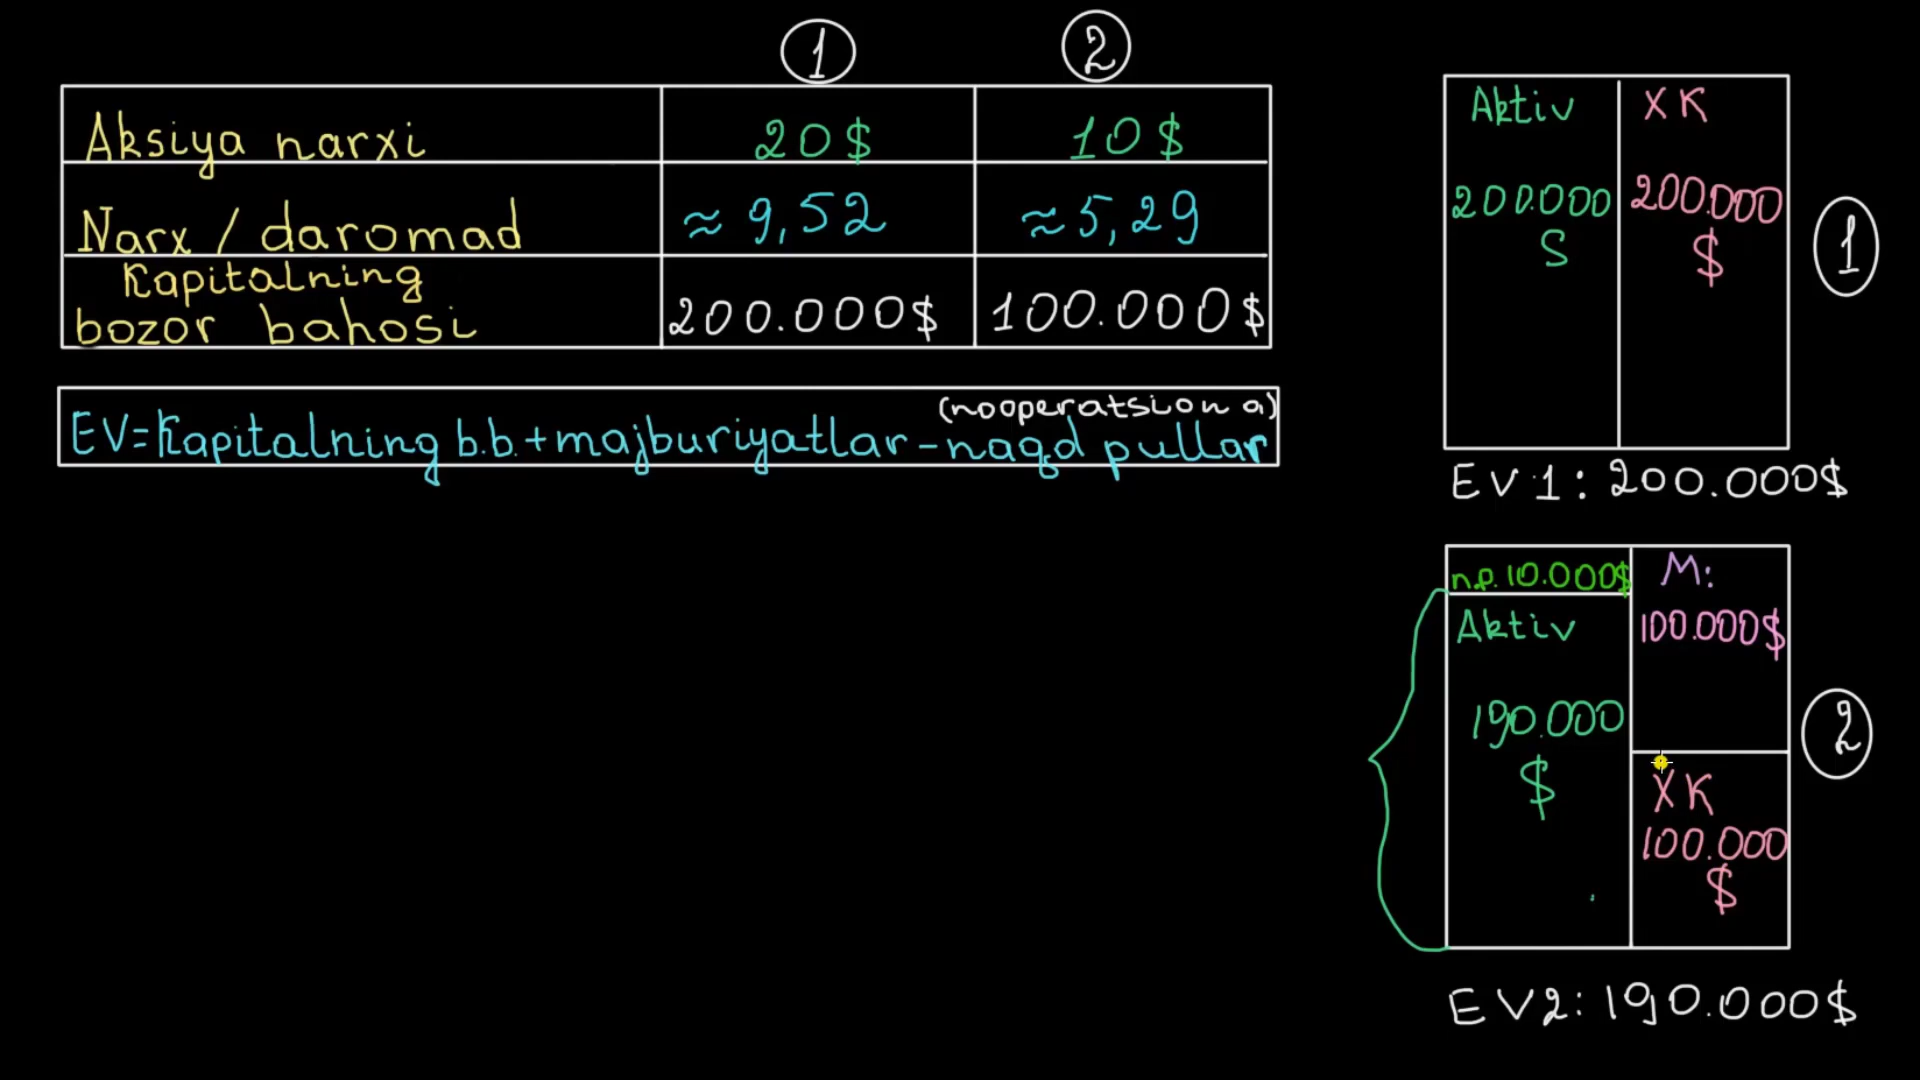 1 2
Aksiya narxi 20$ 10$
Narx / daromad ≈ 9,52 ≈ 5,29
Kapitalning
bozor bahosi 200.000$ 100.000$
(nooperatsion a)
EV=Kapitalning b.b.+majburiyatlar-naqd pullar
Aktiv XK
200.000 200.000
S $
1
EV1: 200.000$
n.p.10.000$ M:
Aktiv 100.000$
190.000
$
2
XK
100.000
$
EV2: 190.000$